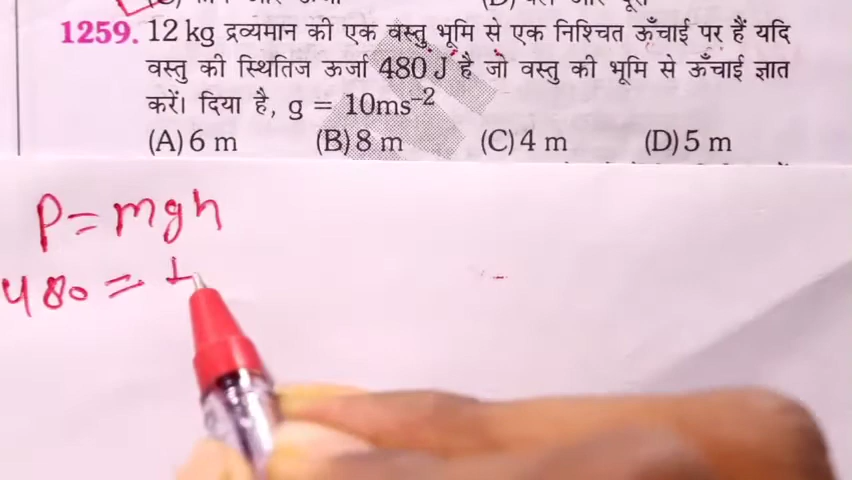 1259. 12 kg द्रव्यमान की एक वस्तु भूमि से एक निश्चित ऊँचाई पर हैं यदि
वस्तु की स्थितिज ऊर्जा 480 J है जो वस्तु की भूमि से ऊँचाई ज्ञात
करें। दिया है, g = 10ms⁻²
(A) 6 m (B) 8 m (C) 4 m (D) 5 m
P = mgh
480 = 1